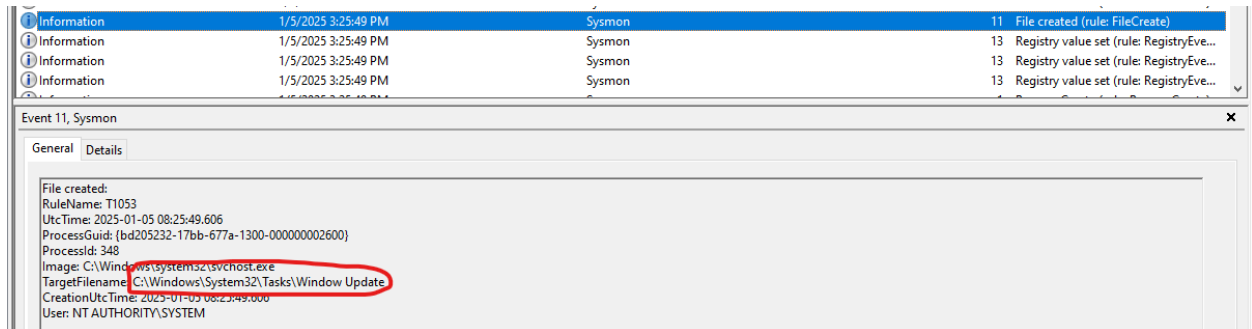 Information 1/5/2025 3:25:49 PM Sysmon 11 File created (rule: FileCreate)
Information 1/5/2025 3:25:49 PM Sysmon 13 Registry value set (rule: RegistryEve...
Information 1/5/2025 3:25:49 PM Sysmon 13 Registry value set (rule: RegistryEve...
Information 1/5/2025 3:25:49 PM Sysmon 13 Registry value set (rule: RegistryEve...
Event 11, Sysmon
General Details
File created:
RuleName: T1053
UtcTime: 2025-01-05 08:25:49.606
ProcessGuid: {bd205232-17bb-677a-1300-000000002600}
ProcessId: 348
Image: C:\Windows\system32\svchost.exe
TargetFilename: C:\Windows\System32\Tasks\Window Update
CreationUtcTime: 2025-01-05 08:25:49.606
User: NT AUTHORITY\SYSTEM